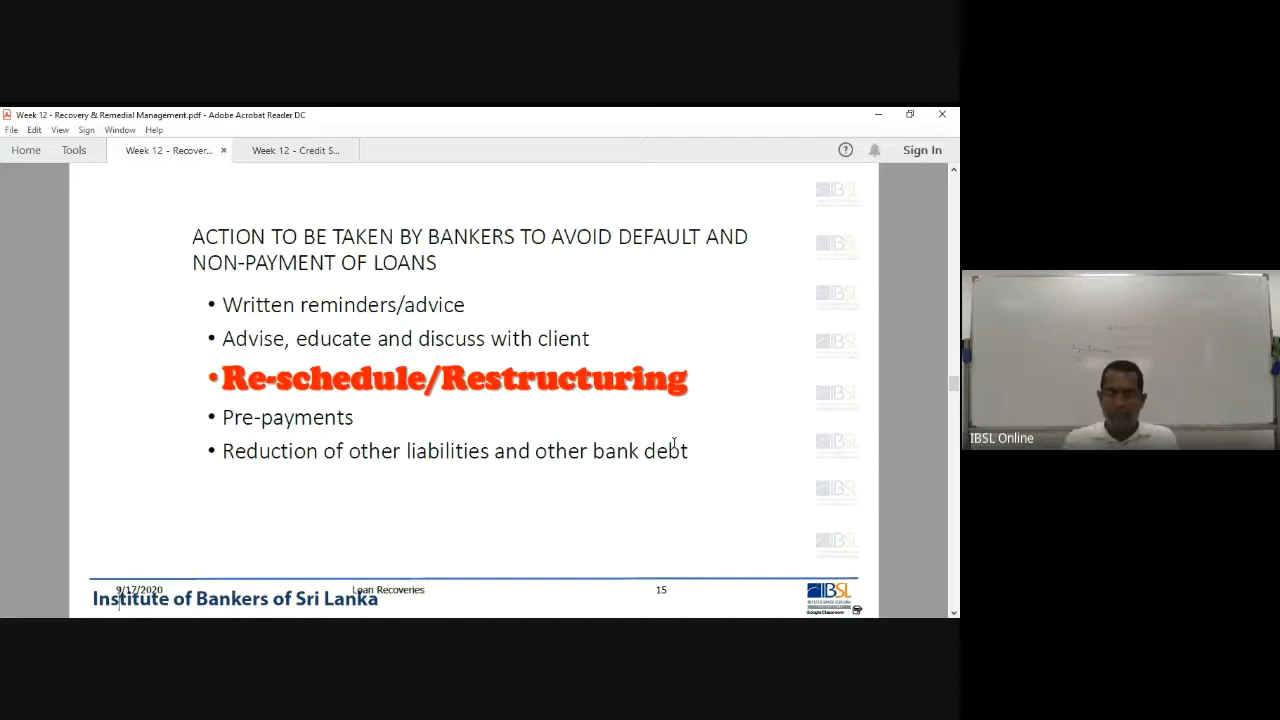 Week 12 - Recovery & Remedial Management.pdf - Adobe Acrobat Reader DC
File Edit View Sign Window Help
Home Tools Week 12 - Recover... × Week 12 - Credit S... Sign In
ACTION TO BE TAKEN BY BANKERS TO AVOID DEFAULT AND
NON-PAYMENT OF LOANS
• Written reminders/advice
• Advise, educate and discuss with client
• Re-schedule/Restructuring
• Pre-payments
• Reduction of other liabilities and other bank debt
9/17/2020 Loan Recoveries 15
Institute of Bankers of Sri Lanka
IBSL
Google Classroom
IBSL Online